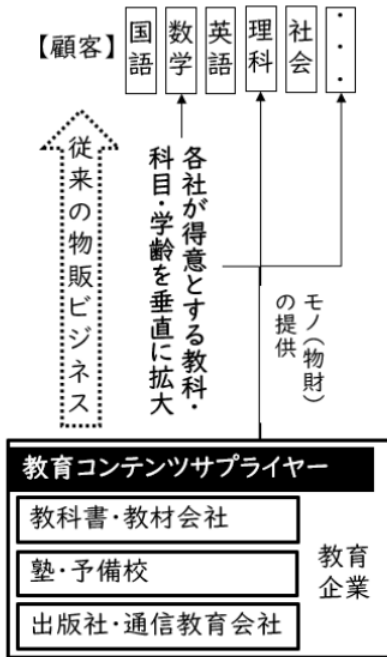 【顧客】
国語
数学
英語
理科
社会
・・・
従来の物販ビジネス
各社が得意とする教科・
科目・学齢を垂直に拡大
モノ(物財)
の提供
教育コンテンツサプライヤー
教科書・教材会社
塾・予備校
出版社・通信教育会社
教育
企業